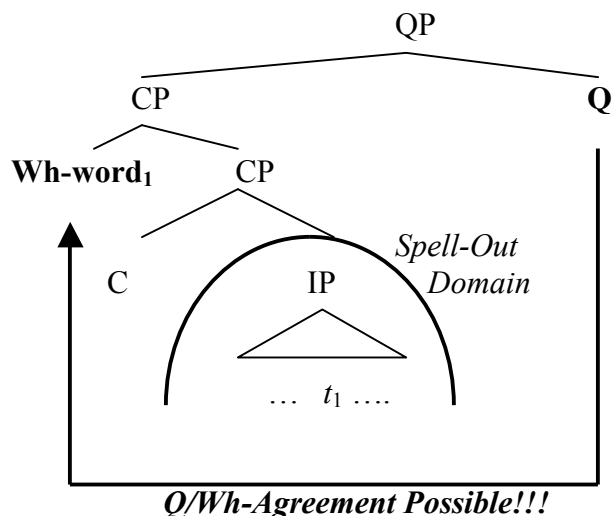 QP
CP Q
Wh-word₁ CP
Spell-Out
Domain
C IP
… t₁ ….
Q/Wh-Agreement Possible!!!